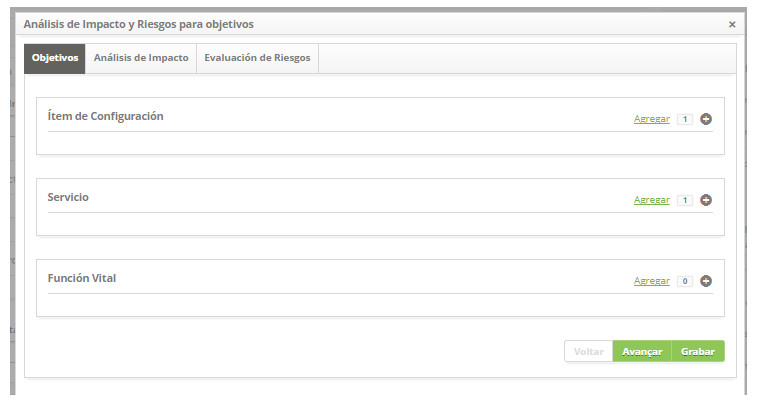 Análisis de Impacto y Riesgos para objetivos ×
Objetivos Análisis de Impacto Evaluación de Riesgos
Ítem de Configuración Agregar 1
Servicio Agregar 1
Función Vital Agregar 0
Voltar Avançar Grabar